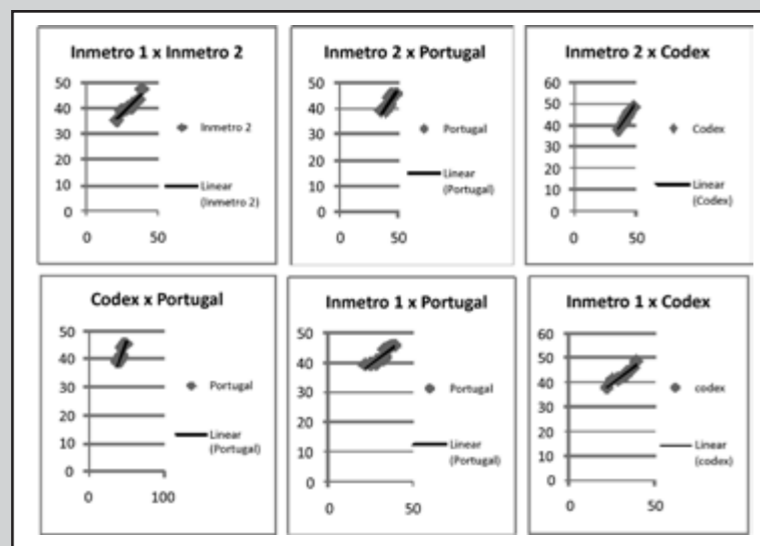 Inmetro 1 x Inmetro 2
50
40
30
20
10
0
0 50
Inmetro 2
Linear
(Inmetro 2)
Inmetro 2 x Portugal
50
40
30
20
10
0
0 50
Portugal
Linear
(Portugal)
Inmetro 2 x Codex
60
50
40
30
20
10
0
0 50
Codex
Linear
(Codex)
Codex x Portugal
50
40
30
20
10
0
0 100
Portugal
Linear
(Portugal)
Inmetro 1 x Portugal
50
40
30
20
10
0
0 50
Portugal
Linear
(Portugal)
Inmetro 1 x Codex
60
50
40
30
20
10
0
0 50
codex
Linear
(codex)